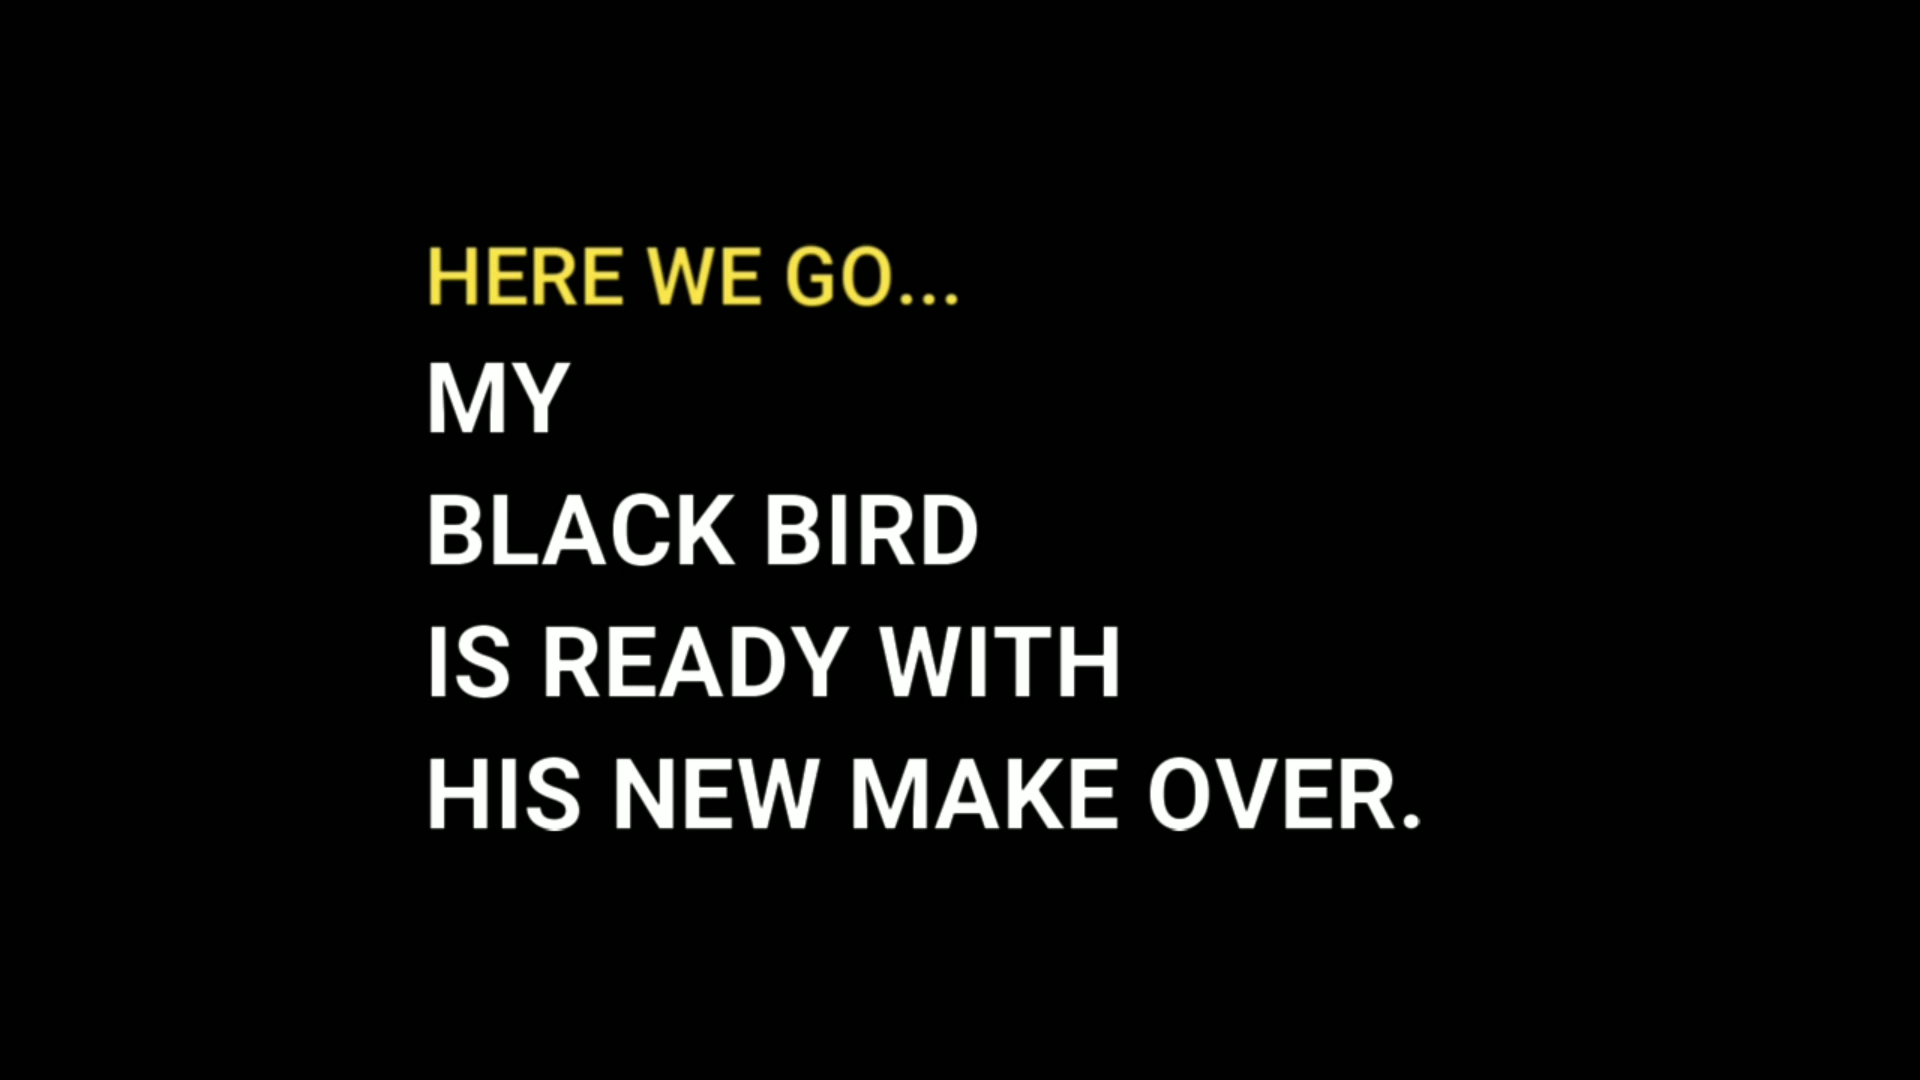 HERE WE GO...
MY
BLACK BIRD
IS READY WITH
HIS NEW MAKE OVER.